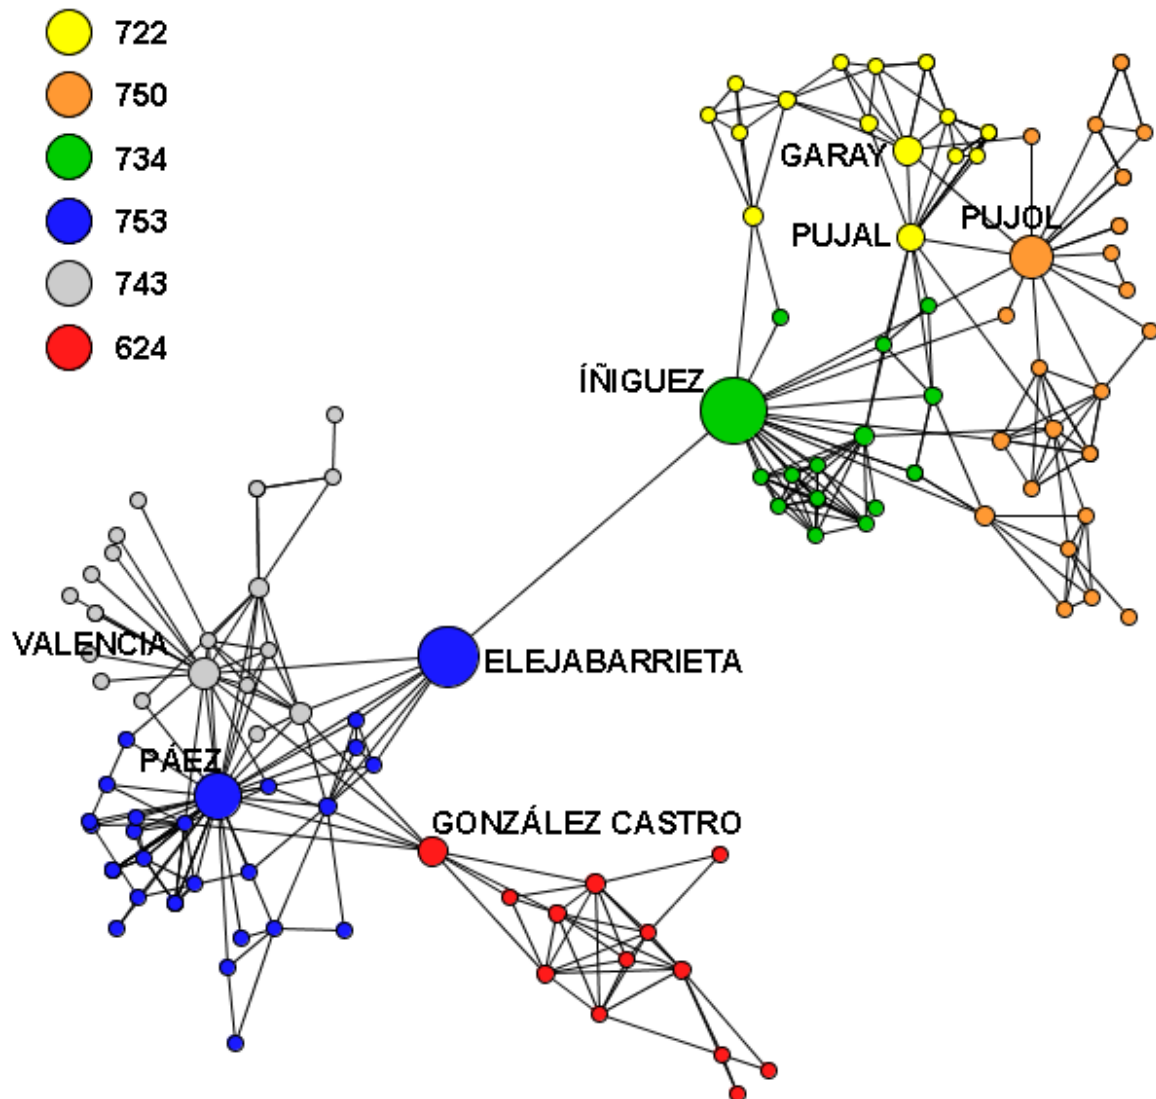 722
750
734
753
743
624
GARAY
PUJAL
PUJOL
ÍÑIGUEZ
VALENCIA
ELEJABARRIETA
PÁEZ
GONZÁLEZ CASTRO